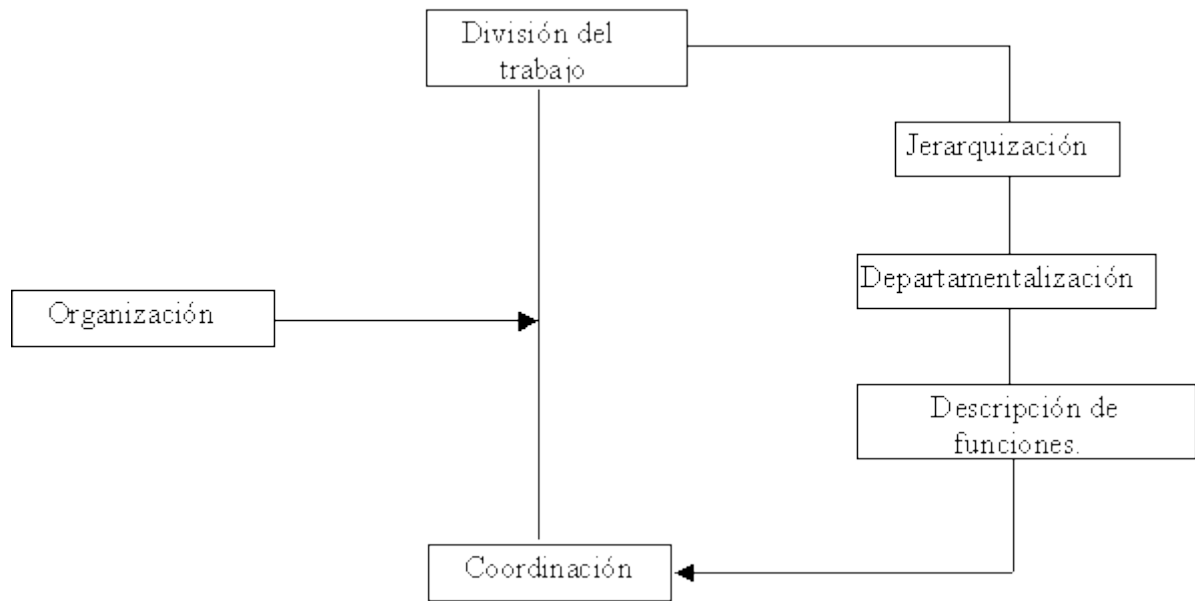 División del
trabajo
Jerarquización
Departamentalización
Organización
Descripción de
funciones.
Coordinación